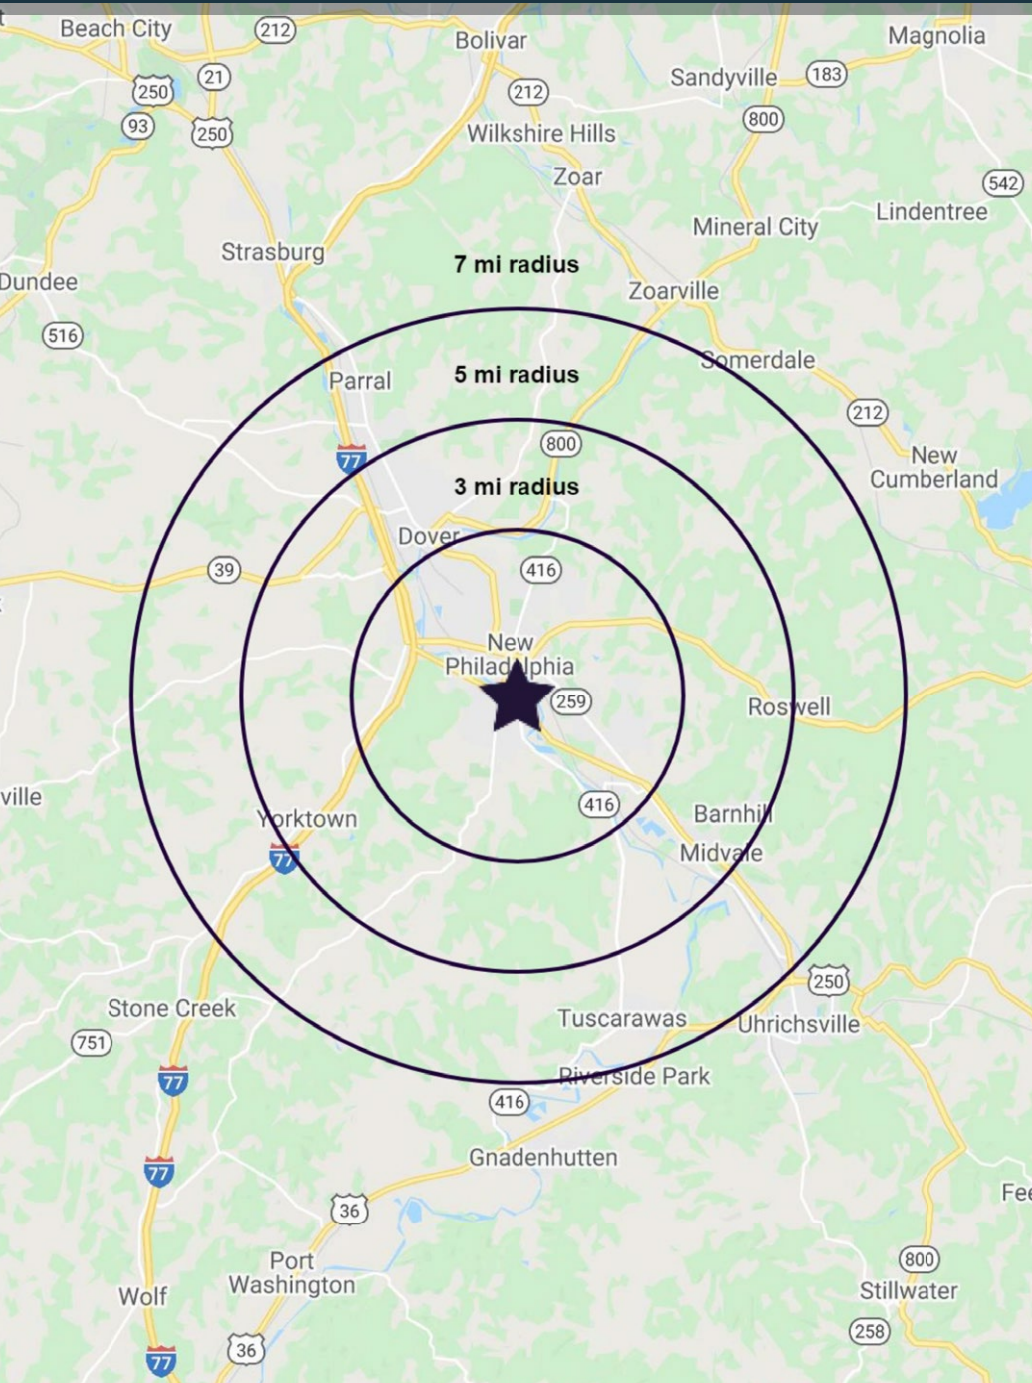 Beach City
212
Bolivar
Magnolia
21
Sandyville
183
250
212
93
250
800
Wilkshire Hills
Zoar
542
Lindentree
Mineral City
Strasburg
7 mi radius
Dundee
Zoarville
516
Somerdale
5 mi radius
Parral
212
800
77
New
Cumberland
3 mi radius
Dover
39
416
New
Philadelphia
259
Roswell
ville
416
Barnhill
Yorktown
Midvale
77
250
Stone Creek
Tuscarawas
Uhrichsville
751
77
Riverside Park
416
Gnadenhutten
77
Fee
36
800
Port
Washington
Stillwater
Wolf
258
36
77